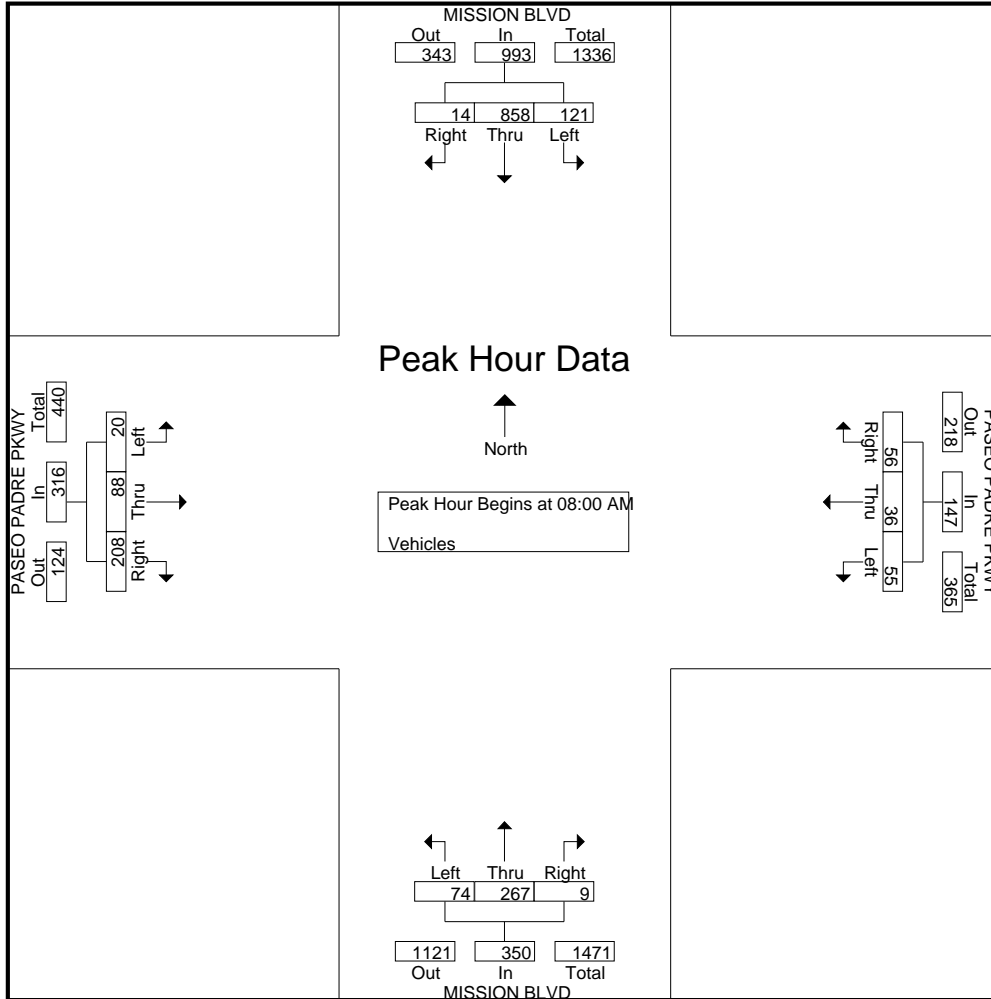 MISSION BLVD
Out In Total
343 993 1336
14 858 121
Right Thru Left
Peak Hour Data
North
Peak Hour Begins at 08:00 AM
Vehicles
PASEO PADRE PKWY
Out In Total
124 316 440
20 88 208
Left Thru Right
PASEO PADRE PKWY
Out In Total
218 147 365
56 36 55
Right Thru Left
Left Thru Right
74 267 9
1121 350 1471
Out In Total
MISSION BLVD